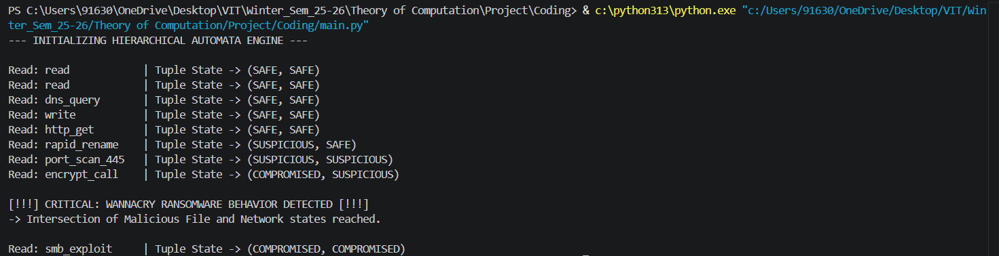 PS C:\Users\91630\OneDrive\Desktop\VIT\Winter_Sem_25-26\Theory of Computation\Project\Coding> & c:\python313\python.exe "c:/Users/91630/OneDrive/Desktop/VIT/Win
ter_Sem_25-26/Theory of Computation/Project/Coding/main.py"
--- INITIALIZING HIERARCHICAL AUTOMATA ENGINE ---
Read: read            | Tuple State -> (SAFE, SAFE)
Read: read            | Tuple State -> (SAFE, SAFE)
Read: dns_query       | Tuple State -> (SAFE, SAFE)
Read: write           | Tuple State -> (SAFE, SAFE)
Read: http_get        | Tuple State -> (SAFE, SAFE)
Read: rapid_rename    | Tuple State -> (SUSPICIOUS, SAFE)
Read: port_scan_445   | Tuple State -> (SUSPICIOUS, SUSPICIOUS)
Read: encrypt_call    | Tuple State -> (COMPROMISED, SUSPICIOUS)
[!!!] CRITICAL: WANNACRY RANSOMWARE BEHAVIOR DETECTED [!!!]
-> Intersection of Malicious File and Network states reached.
Read: smb_exploit     | Tuple State -> (COMPROMISED, COMPROMISED)